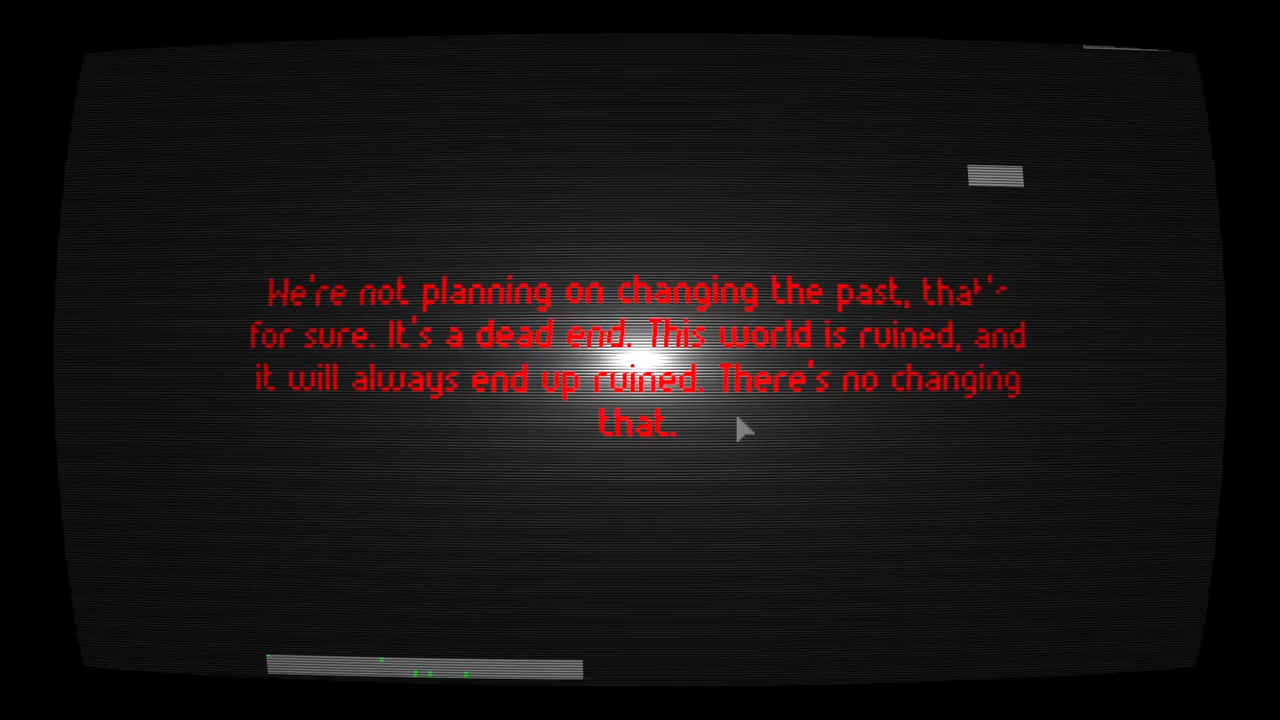 We're not planning on changing the past, that's
for sure. It's a dead end. This world is ruined, and
it will always end up ruined. There's no changing
that.